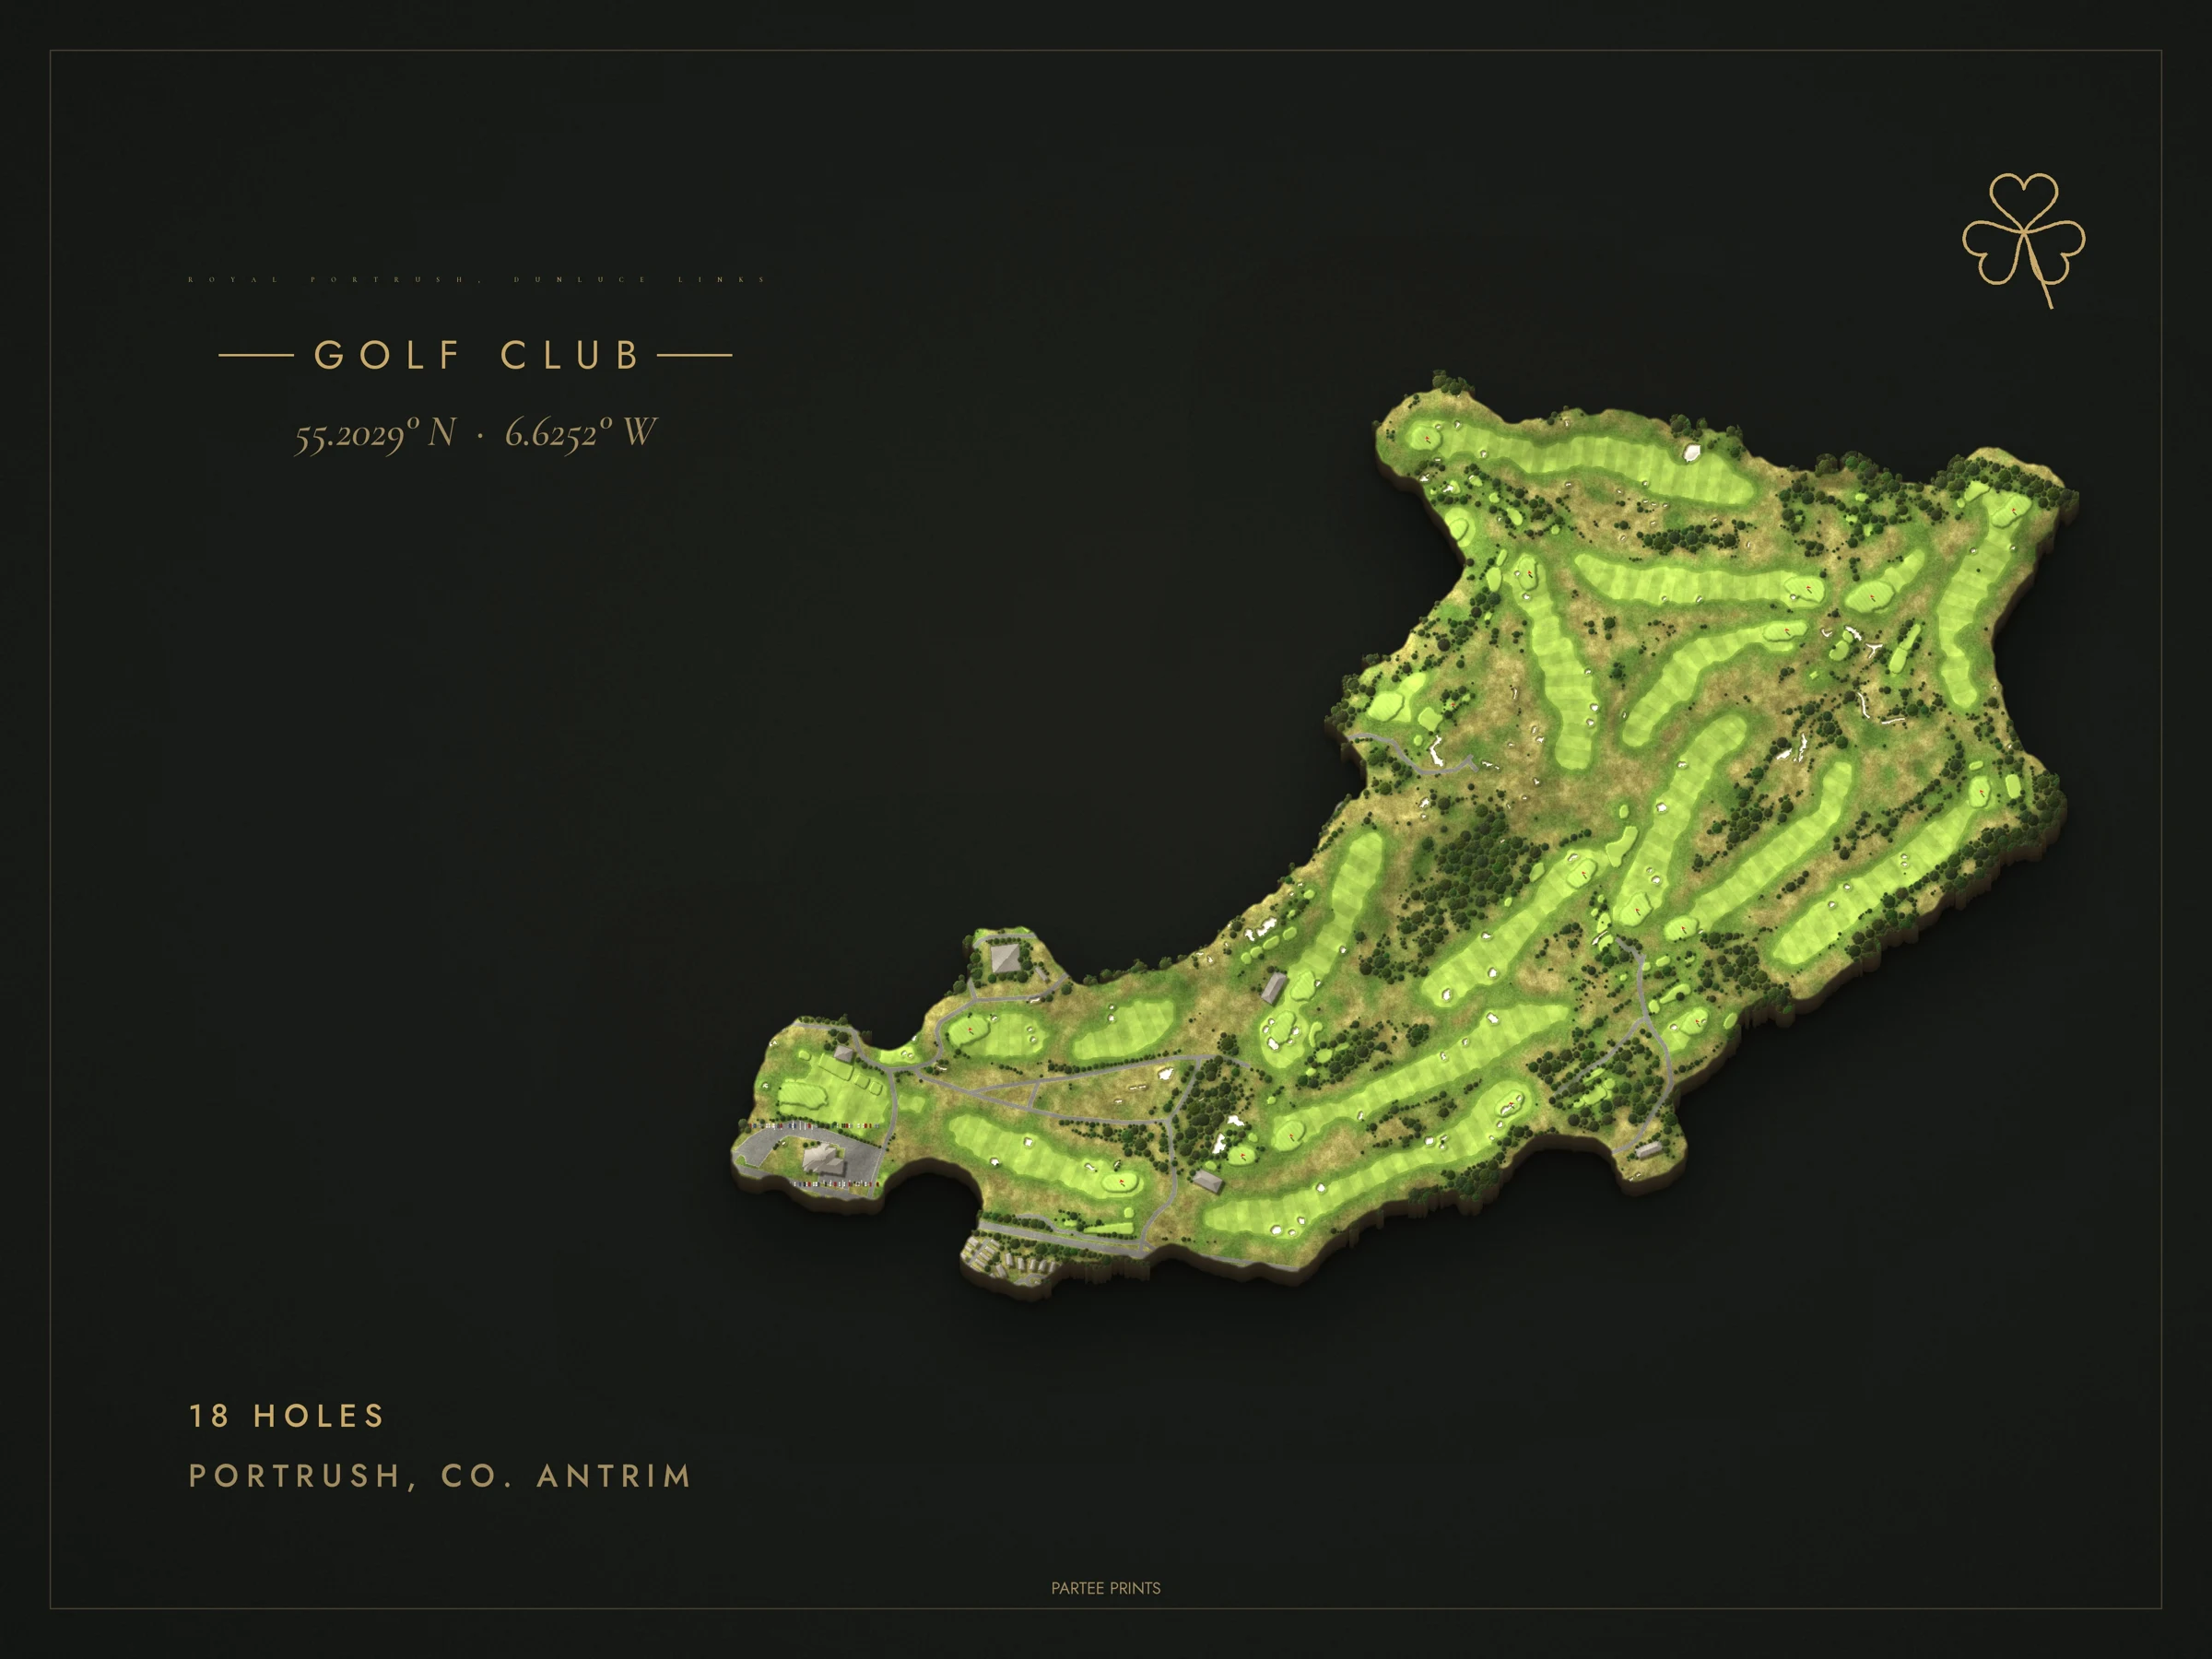 ROYAL PORTRUSH, DUNLUCE LINKS
GOLF CLUB
55.2029° N · 6.6252° W
18 HOLES
PORTRUSH, CO. ANTRIM
PARTEE PRINTS